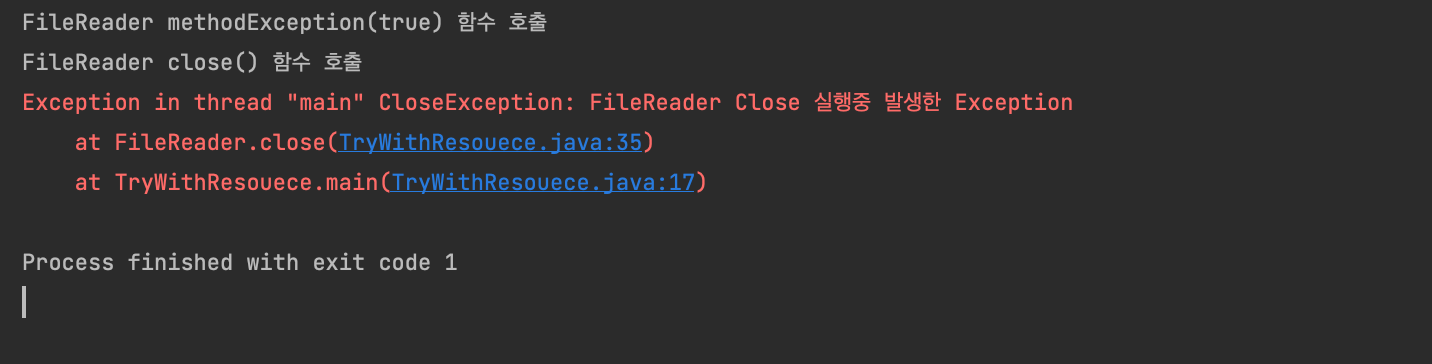 FileReader methodException(true) 함수 호출
FileReader close() 함수 호출
Exception in thread "main" CloseException: FileReader Close 실행중 발생한 Exception
    at FileReader.close(TryWithResouece.java:35)
    at TryWithResouece.main(TryWithResouece.java:17)
Process finished with exit code 1